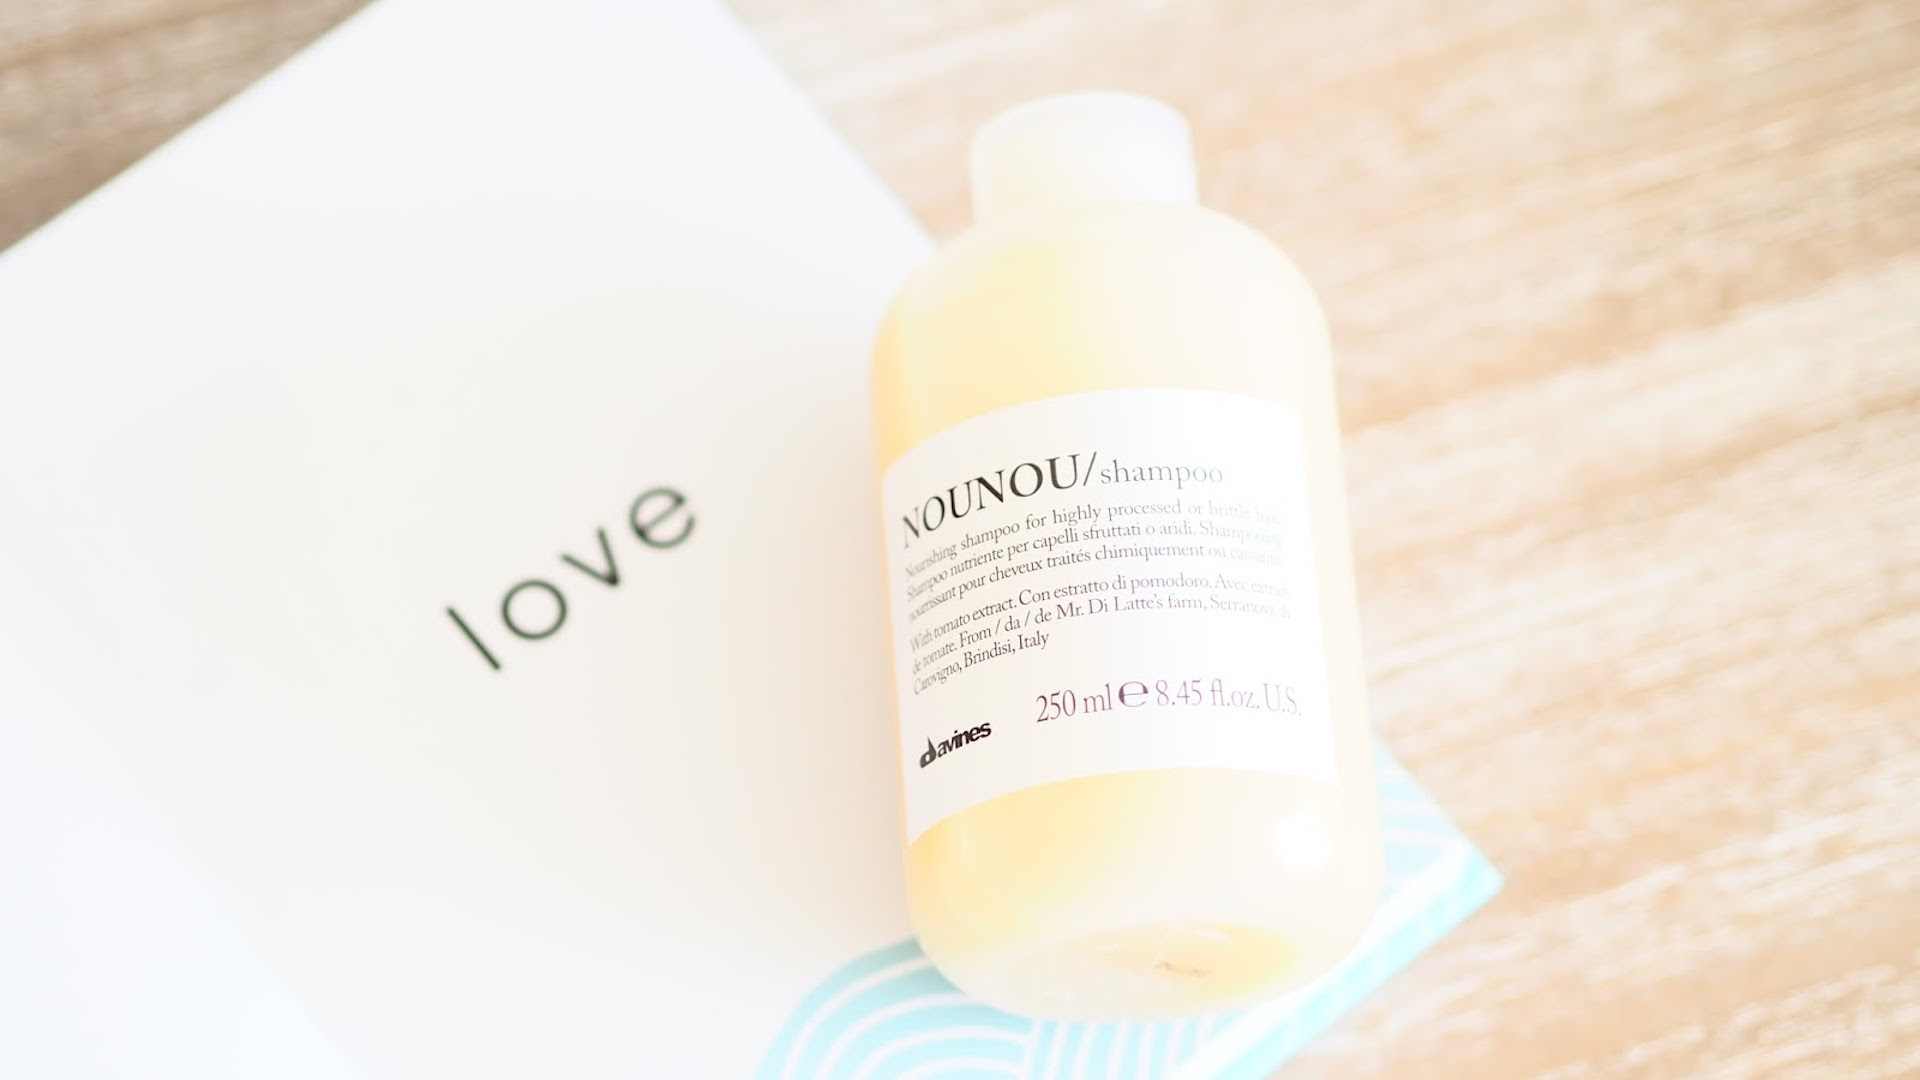 love
NOUNOU/shampoo
Nourishing shampoo for highly processed or brittle hair.
Shampoo nutriente per capelli sfruttati o aridi. Shampooing
nourrissant pour cheveux traités chimiquement ou cassants.
With tomato extract. Con estratto di pomodoro. Avec extrait
de tomate. From / da / de Mr. Di Latte's farm, Serranova di
Carovigno, Brindisi, Italy
250 ml ℮ 8.45 fl.oz. U.S.
davines